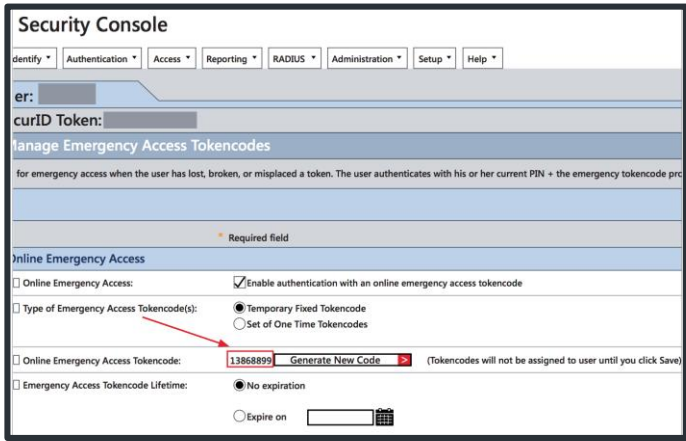 Security Console
dentify Authentication Access Reporting RADIUS Administration Setup Help
er:
curID Token:
Manage Emergency Access Tokencodes
for emergency access when the user has lost, broken, or misplaced a token. The user authenticates with his or her current PIN + the emergency tokencode pro
* Required field
Online Emergency Access
Online Emergency Access: Enable authentication with an online emergency access tokencode
Type of Emergency Access Tokencode(s): Temporary Fixed Tokencode
Set of One Time Tokencodes
Online Emergency Access Tokencode: 13868899 Generate New Code > (Tokencodes will not be assigned to user until you click Save)
Emergency Access Tokencode Lifetime: No expiration
Expire on